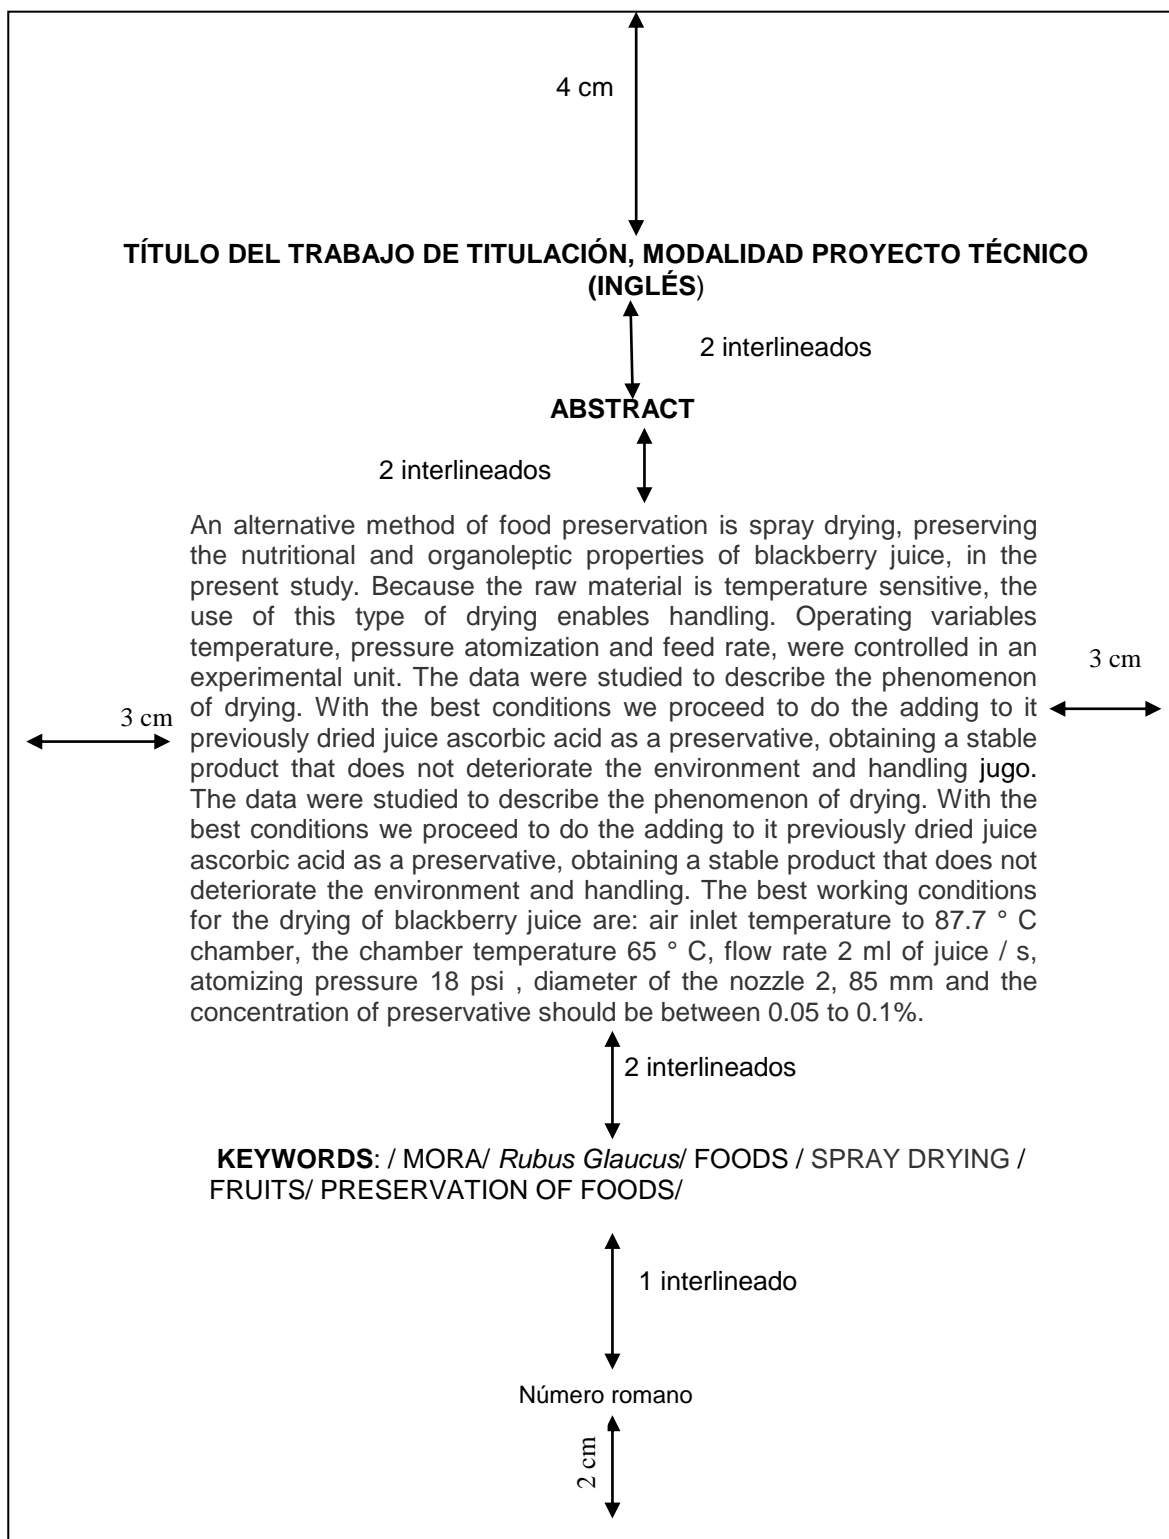 4 cm
TÍTULO DEL TRABAJO DE TITULACIÓN, MODALIDAD PROYECTO TÉCNICO
(INGLÉS)
2 interlineados
ABSTRACT
2 interlineados
An alternative method of food preservation is spray drying, preserving
the nutritional and organoleptic properties of blackberry juice, in the
present study. Because the raw material is temperature sensitive, the
use of this type of drying enables handling. Operating variables
temperature, pressure atomization and feed rate, were controlled in an
experimental unit. The data were studied to describe the phenomenon
of drying. With the best conditions we proceed to do the adding to it
previously dried juice ascorbic acid as a preservative, obtaining a stable
product that does not deteriorate the environment and handling jugo.
The data were studied to describe the phenomenon of drying. With the
best conditions we proceed to do the adding to it previously dried juice
ascorbic acid as a preservative, obtaining a stable product that does not
deteriorate the environment and handling. The best working conditions
for the drying of blackberry juice are: air inlet temperature to 87.7 ° C
chamber, the chamber temperature 65 ° C, flow rate 2 ml of juice / s,
atomizing pressure 18 psi , diameter of the nozzle 2, 85 mm and the
concentration of preservative should be between 0.05 to 0.1%.
3 cm
3 cm
2 interlineados
KEYWORDS: / MORA/ Rubus Glaucus/ FOODS / SPRAY DRYING /
FRUITS/ PRESERVATION OF FOODS/
1 interlineado
Número romano
2 cm